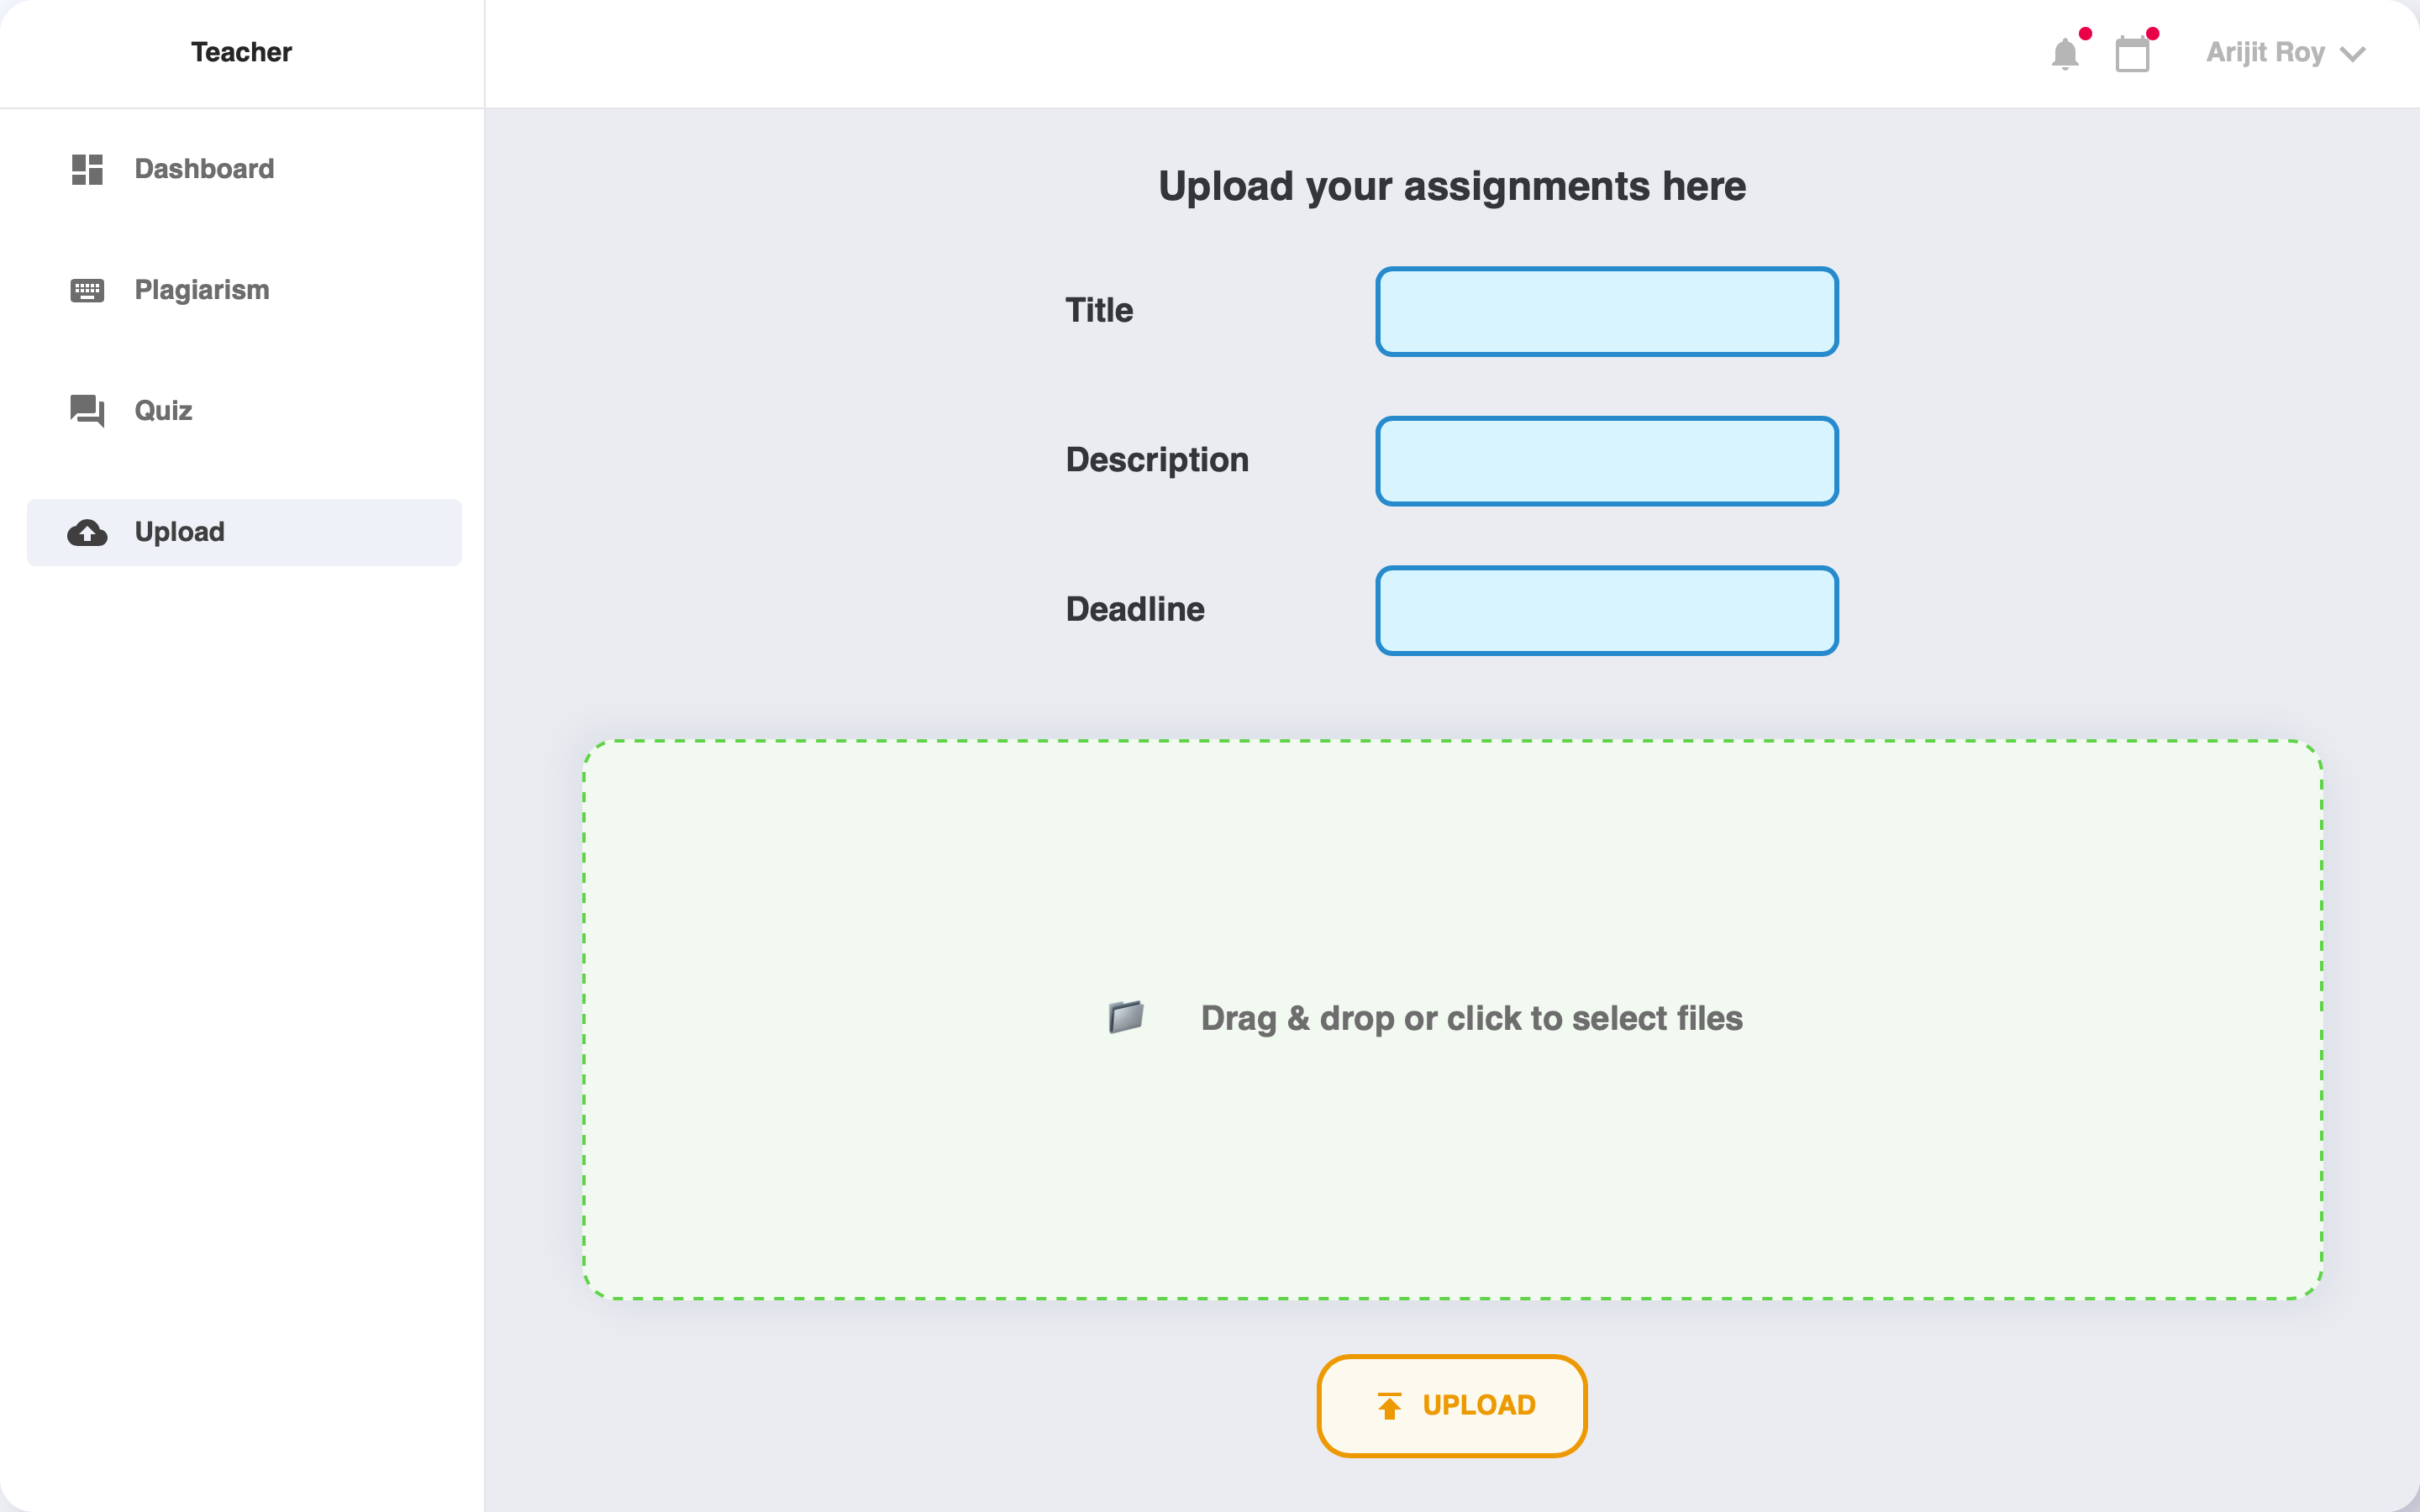 Teacher
Arijit Roy
Dashboard
Plagiarism
Quiz
Upload
Upload your assignments here
Title
Description
Deadline
Drag & drop or click to select files
UPLOAD